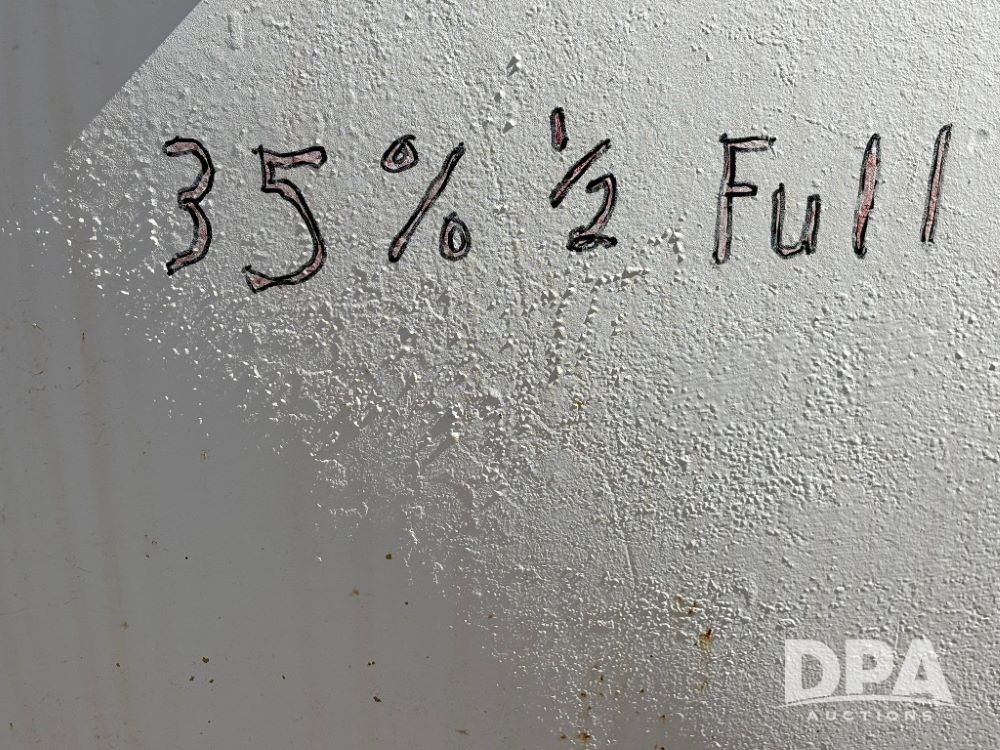 35% 1/2 Full
DPA
AUCTIONS